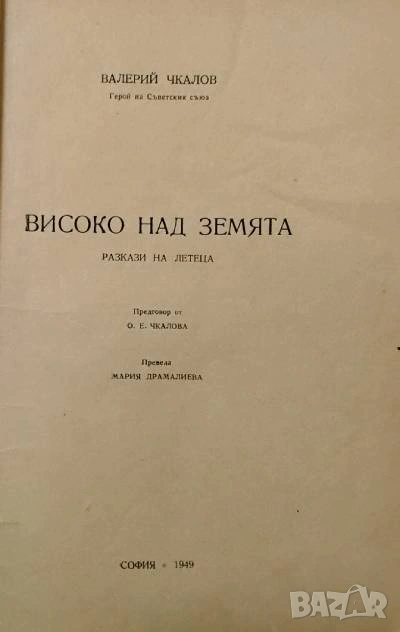 ВАЛЕРИЙ ЧКАЛОВ
Герой на Съветския съюз
ВИСОКО НАД ЗЕМЯТА
РАЗКАЗИ НА ЛЕТЕЦА
Предговор от
О. Е. ЧКАЛОВА
Превела
МАРИЯ ДРАМАЛИЕВА
СОФИЯ • 1949
BAZAR